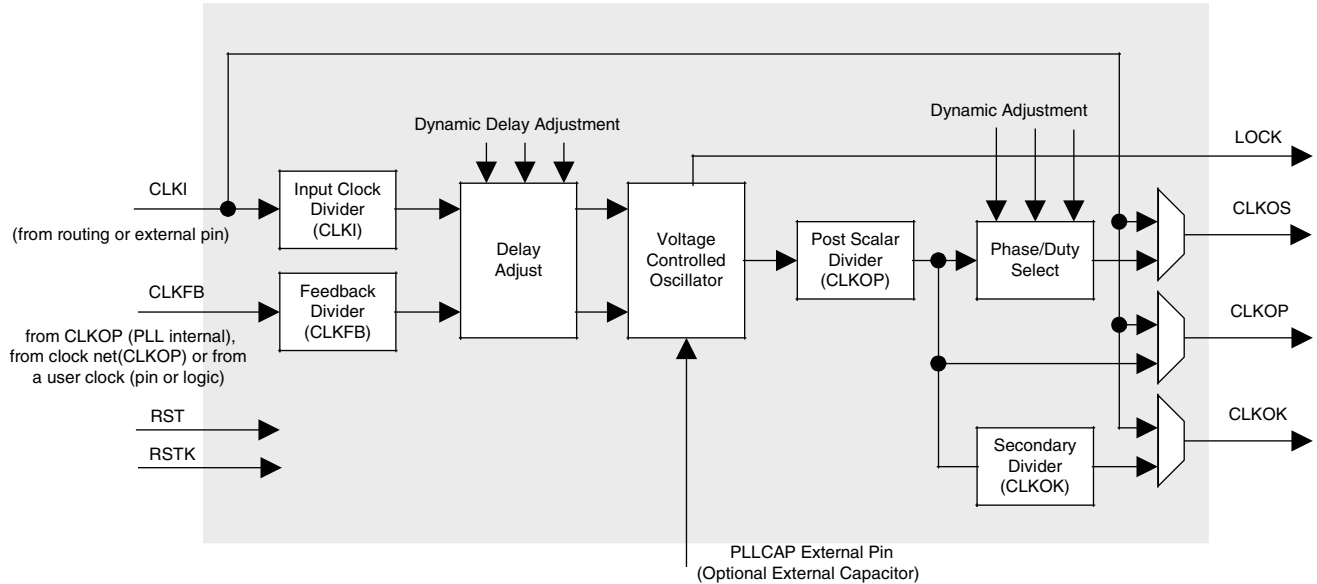 Dynamic Delay Adjustment
Dynamic Adjustment
LOCK
CLKI
(from routing or external pin)
Input Clock
Divider
(CLKI)
Delay
Adjust
Voltage
Controlled
Oscillator
Post Scalar
Divider
(CLKOP)
Phase/Duty
Select
CLKOS
CLKFB
from CLKOP (PLL internal),
from clock net(CLKOP) or from
a user clock (pin or logic)
Feedback
Divider
(CLKFB)
CLKOP
RST
RSTK
Secondary
Divider
(CLKOK)
CLKOK
PLLCAP External Pin
(Optional External Capacitor)